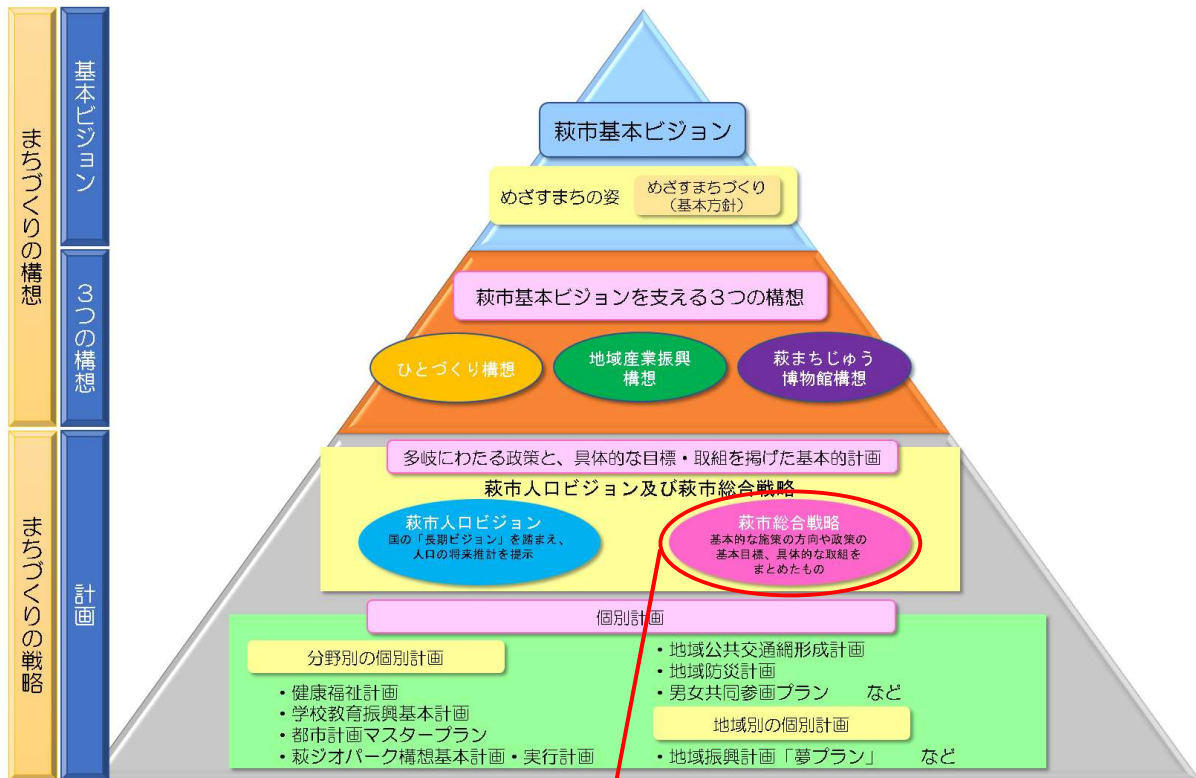 まちづくりの構想
基本ビジョン
3つの構想
まちづくりの戦略
計画
萩市基本ビジョン
めざすまちの姿
めざすまちづくり
（基本方針）
萩市基本ビジョンを支える３つの構想
ひとづくり構想
地域産業振興
構想
萩まちじゅう
博物館構想
多岐にわたる政策と、具体的な目標・取組を掲げた基本的計画
萩市人口ビジョン及び萩市総合戦略
萩市人口ビジョン
国の「長期ビジョン」を踏まえ、
人口の将来推計を提示
萩市総合戦略
基本的な施策の方向や政策の
基本目標、具体的な取組を
まとめたもの
個別計画
分野別の個別計画
・健康福祉計画
・学校教育振興基本計画
・都市計画マスタープラン
・萩ジオパーク構想基本計画・実行計画
・地域公共交通網形成計画
・地域防災計画
・男女共同参画プラン　など
地域別の個別計画
・地域振興計画「夢プラン」　など